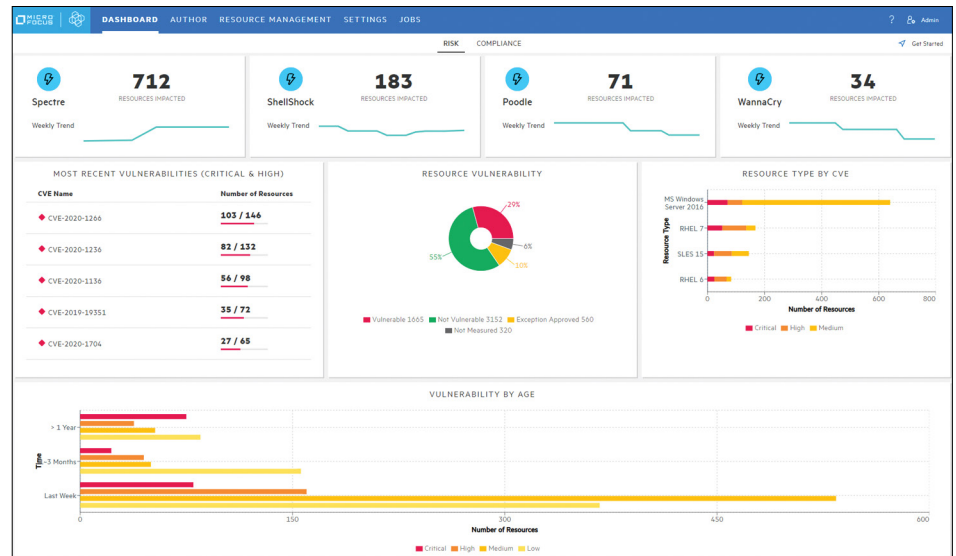 MICRO FOCUS DASHBOARD AUTHOR RESOURCE MANAGEMENT SETTINGS JOBS ? Admin
RISK COMPLIANCE Get Started
Spectre
712
RESOURCES IMPACTED
Weekly Trend
ShellShock
183
RESOURCES IMPACTED
Weekly Trend
Poodle
71
RESOURCES IMPACTED
Weekly Trend
WannaCry
34
RESOURCES IMPACTED
Weekly Trend
MOST RECENT VULNERABILITIES (CRITICAL & HIGH)
CVE Name Number of Resources
CVE-2020-1266 103 / 146
CVE-2020-1236 82 / 132
CVE-2020-1136 56 / 98
CVE-2019-19351 35 / 72
CVE-2020-1704 27 / 65
RESOURCE VULNERABILITY
29%
6%
10%
55%
Vulnerable 1665 Not Vulnerable 3152 Exception Approved 560
Not Measured 320
RESOURCE TYPE BY CVE
Resource Type
MS Windows
Server 2016
RHEL 7
SLES 15
RHEL 6
0 200 400 600 800
Number of Resources
Critical High Medium
VULNERABILITY BY AGE
Time
> 1 Year
1-3 Months
Last Week
0 150 300 450 600
Number of Resources
Critical High Medium Low